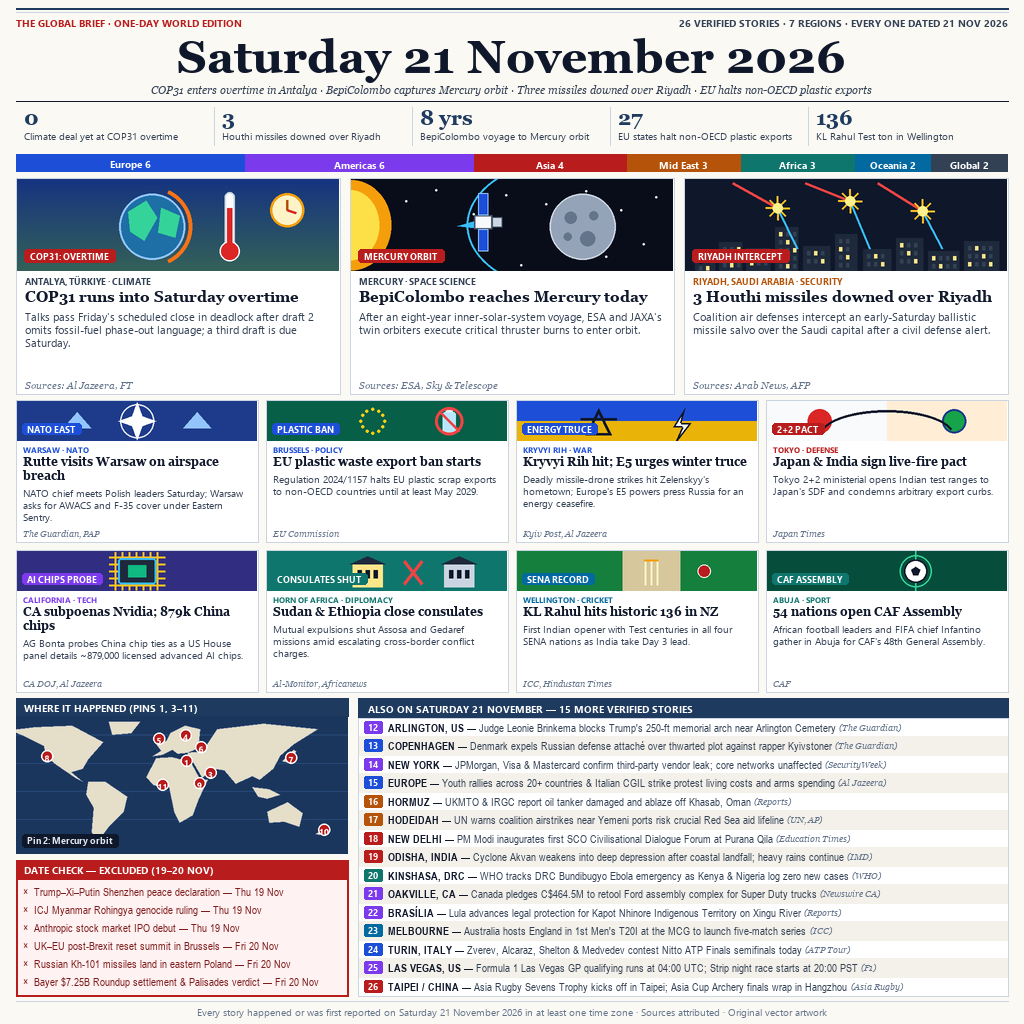 THE GLOBAL BRIEF · ONE-DAY WORLD EDITION
26 VERIFIED STORIES · 7 REGIONS · EVERY ONE DATED 21 NOV 2026
Saturday 21 November 2026
COP31 enters overtime in Antalya · BepiColombo captures Mercury orbit · Three missiles downed over Riyadh · EU halts non-OECD plastic exports
0
Climate deal yet at COP31 overtime
3
Houthi missiles downed over Riyadh
8 yrs
BepiColombo voyage to Mercury orbit
27
EU states halt non-OECD plastic exports
136
KL Rahul Test ton in Wellington
Europe 6
Americas 6
Asia 4
Mid East 3
Africa 3
Oceania 2
Global 2
COP31: OVERTIME
ANTALYA, TÜRKIYE · CLIMATE
COP31 runs into Saturday overtime
Talks pass Friday's scheduled close in deadlock after draft 2
omits fossil-fuel phase-out language; a third draft is due
Saturday.
Sources: Al Jazeera, FT
MERCURY ORBIT
MERCURY · SPACE SCIENCE
BepiColombo reaches Mercury today
After an eight-year inner-solar-system voyage, ESA and JAXA's
twin orbiters execute critical thruster burns to enter orbit.
Sources: ESA, Sky & Telescope
RIYADH INTERCEPT
RIYADH, SAUDI ARABIA · SECURITY
3 Houthi missiles downed over Riyadh
Coalition air defenses intercept an early-Saturday ballistic
missile salvo over the Saudi capital after a civil defense alert.
Sources: Arab News, AFP
NATO EAST
WARSAW · NATO
Rutte visits Warsaw on airspace
breach
NATO chief meets Polish leaders Saturday; Warsaw
asks for AWACS and F-35 cover under Eastern
Sentry.
The Guardian, PAP
PLASTIC BAN
BRUSSELS · POLICY
EU plastic waste export ban starts
Regulation 2024/1157 halts EU plastic scrap exports
to non-OECD countries until at least May 2029.
EU Commission
ENERGY TRUCE
KRYVYI RIH · WAR
Kryvyi Rih hit; E5 urges winter truce
Deadly missile-drone strikes hit Zelenskyy's
hometown; Europe's E5 powers press Russia for an
energy ceasefire.
Kyiv Post, Al Jazeera
2+2 PACT
TOKYO · DEFENSE
Japan & India sign live-fire pact
Tokyo 2+2 ministerial opens Indian test ranges to
Japan's SDF and condemns arbitrary export curbs.
Japan Times
AI CHIPS PROBE
CALIFORNIA · TECH
CA subpoenas Nvidia; 879k China
chips
AG Bonta probes China chip ties as a US House
panel details ~879,000 licensed advanced AI chips.
CA DOJ, Al Jazeera
CONSULATES SHUT
HORN OF AFRICA · DIPLOMACY
Sudan & Ethiopia close consulates
Mutual expulsions shut Assosa and Gedaref
missions amid escalating cross-border conflict
charges.
Al-Monitor, Africanews
SENA RECORD
WELLINGTON · CRICKET
KL Rahul hits historic 136 in NZ
First Indian opener with Test centuries in all four
SENA nations as India take Day 3 lead.
ICC, Hindustan Times
CAF ASSEMBLY
ABUJA · SPORT
54 nations open CAF Assembly
African football leaders and FIFA chief Infantino
gather in Abuja for CAF's 48th General Assembly.
CAF
WHERE IT HAPPENED (PINS 1, 3–11)
8
5
4
6
1
3
11
9
7
10
Pin 2: Mercury orbit
DATE CHECK — EXCLUDED (19–20 NOV)
× Trump–Xi–Putin Shenzhen peace declaration — Thu 19 Nov
× ICJ Myanmar Rohingya genocide ruling — Thu 19 Nov
× Anthropic stock market IPO debut — Thu 19 Nov
× UK–EU post-Brexit reset summit in Brussels — Fri 20 Nov
× Russian Kh-101 missiles land in eastern Poland — Fri 20 Nov
× Bayer $7.25B Roundup settlement & Palisades verdict — Fri 20 Nov
ALSO ON SATURDAY 21 NOVEMBER — 15 MORE VERIFIED STORIES
12 ARLINGTON, US — Judge Leonie Brinkema blocks Trump's 250-ft memorial arch near Arlington Cemetery (The Guardian)
13 COPENHAGEN — Denmark expels Russian defense attaché over thwarted plot against rapper Kyivstoner (The Guardian)
14 NEW YORK — JPMorgan, Visa & Mastercard confirm third-party vendor leak; core networks unaffected (SecurityWeek)
15 EUROPE — Youth rallies across 20+ countries & Italian CGIL strike protest living costs and arms spending (Al Jazeera)
16 HORMUZ — UKMTO & IRGC report oil tanker damaged and ablaze off Khasab, Oman (Reports)
17 HODEIDAH — UN warns coalition airstrikes near Yemeni ports risk crucial Red Sea aid lifeline (UN, AP)
18 NEW DELHI — PM Modi inaugurates first SCO Civilisational Dialogue Forum at Purana Qila (Education Times)
19 ODISHA, INDIA — Cyclone Akvan weakens into deep depression after coastal landfall; heavy rains continue (IMD)
20 KINSHASA, DRC — WHO tracks DRC Bundibugyo Ebola emergency as Kenya & Nigeria log zero new cases (WHO)
21 OAKVILLE, CA — Canada pledges C$464.5M to retool Ford assembly complex for Super Duty trucks (Newswire CA)
22 BRASÍLIA — Lula advances legal protection for Kapot Nhinore Indigenous Territory on Xingu River (Reports)
23 MELBOURNE — Australia hosts England in 1st Men's T20I at the MCG to launch five-match series (ICC)
24 TURIN, ITALY — Zverev, Alcaraz, Shelton & Medvedev contest Nitto ATP Finals semifinals today (ATP Tour)
25 LAS VEGAS, US — Formula 1 Las Vegas GP qualifying runs at 04:00 UTC; Strip night race starts at 20:00 PST (F1)
26 TAIPEI / CHINA — Asia Rugby Sevens Trophy kicks off in Taipei; Asia Cup Archery finals wrap in Hangzhou (Asia Rugby)
Every story happened or was first reported on Saturday 21 November 2026 in at least one time zone · Sources attributed · Original vector artwork